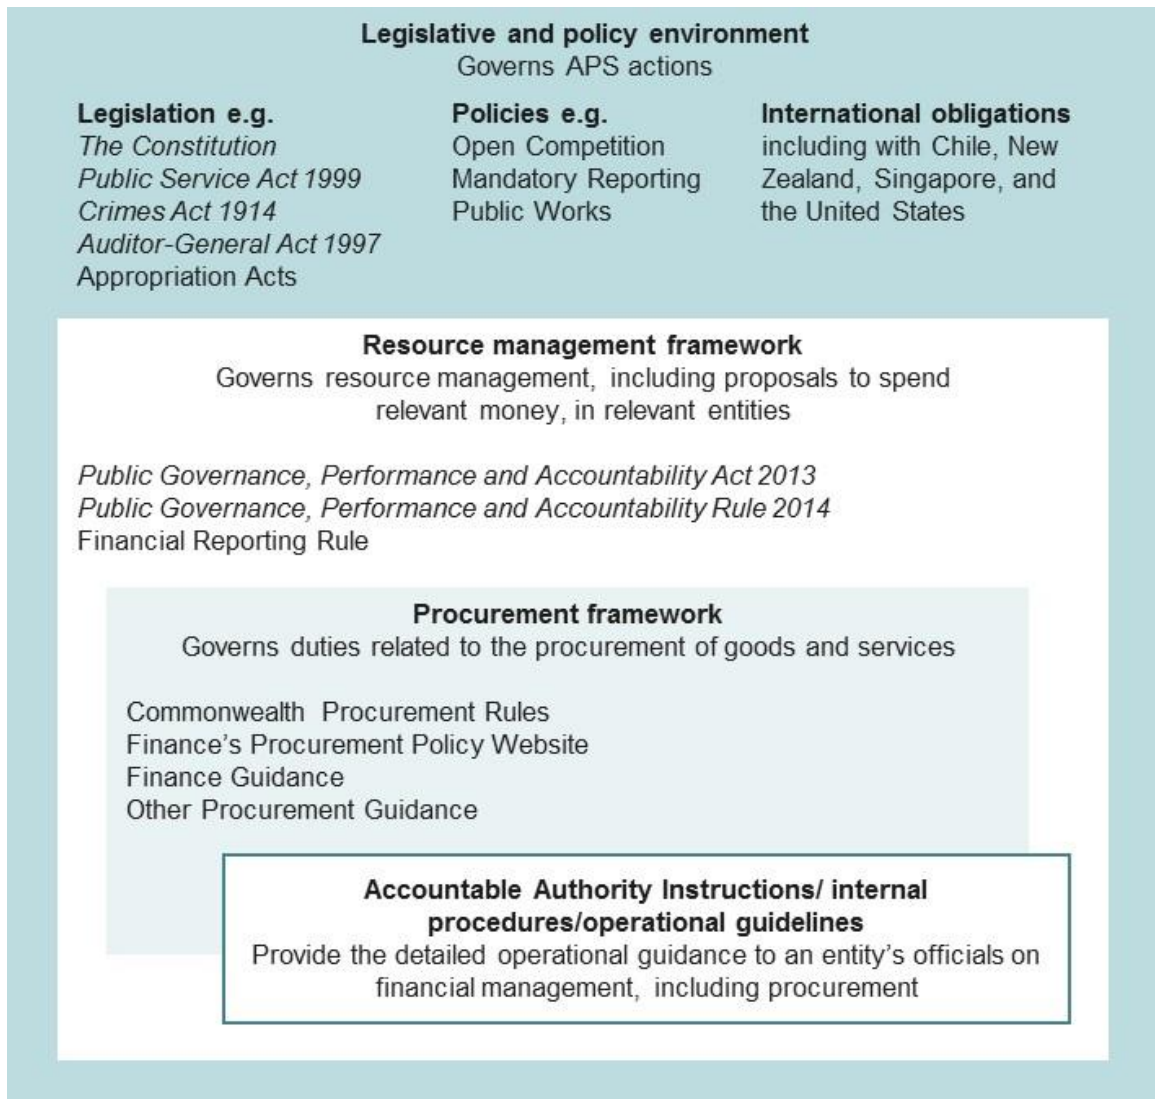 Legislative and policy environment
Governs APS actions
Legislation e.g.
The Constitution
Public Service Act 1999
Crimes Act 1914
Auditor-General Act 1997
Appropriation Acts
Policies e.g.
Open Competition
Mandatory Reporting
Public Works
International obligations
including with Chile, New
Zealand, Singapore, and
the United States
Resource management framework
Governs resource management, including proposals to spend
relevant money, in relevant entities
Public Governance, Performance and Accountability Act 2013
Public Governance, Performance and Accountability Rule 2014
Financial Reporting Rule
Procurement framework
Governs duties related to the procurement of goods and services
Commonwealth Procurement Rules
Finance's Procurement Policy Website
Finance Guidance
Other Procurement Guidance
Accountable Authority Instructions/ internal
procedures/operational guidelines
Provide the detailed operational guidance to an entity's officials on
financial management, including procurement